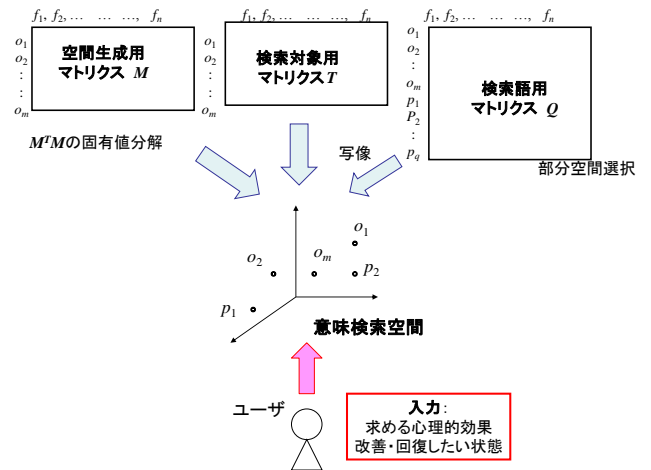 f1, f2, … … …, fn
o1
o2
:
:
om
空間生成用
マトリクス M
f1, f2, … … …, fn
o1
o2
:
:
om
検索対象用
マトリクスT
f1, f2, … … …, fn
o1
o2
:
om
p1
P2
:
pq
検索語用
マトリクス Q
MTMの固有値分解
写像
部分空間選択
o1
o2
om
p2
p1
意味検索空間
ユーザ
入力:
求める心理的効果
改善・回復したい状態